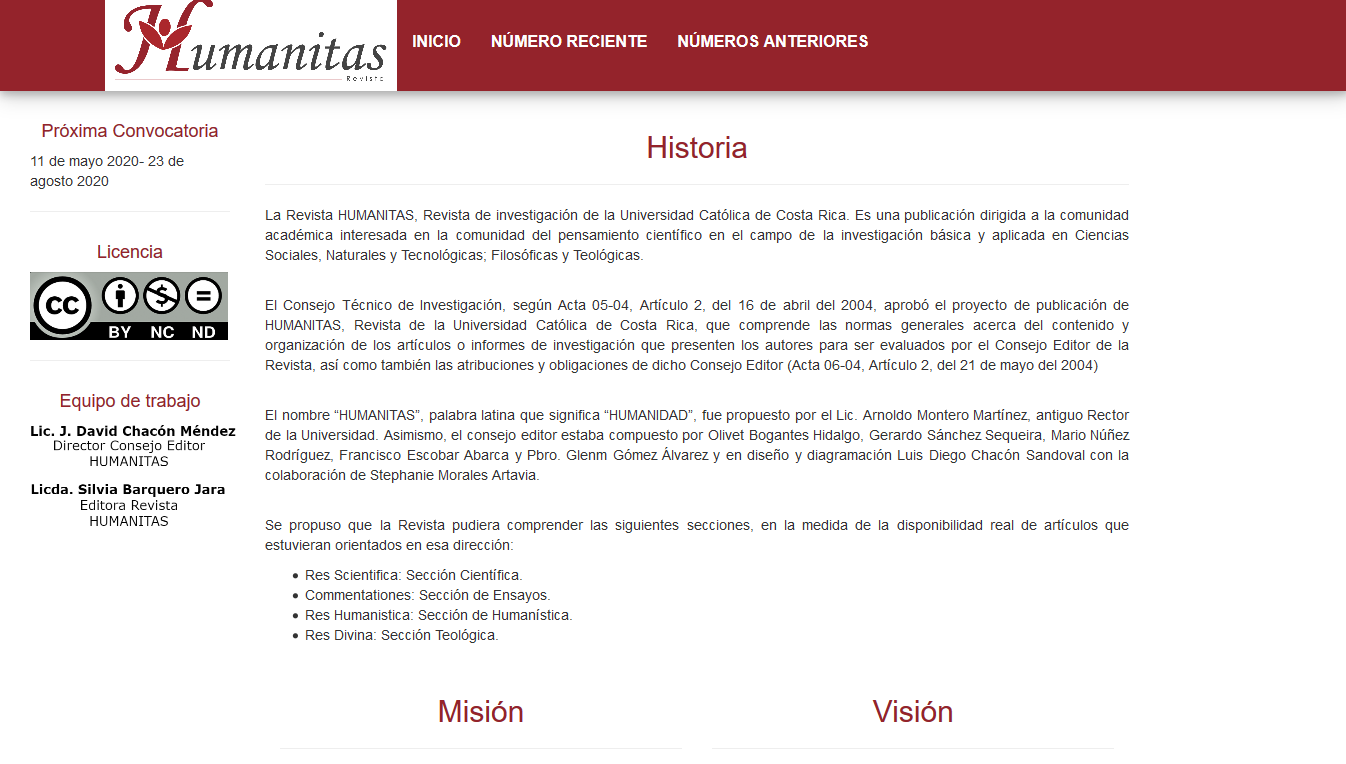 Humanitas
Revista
INICIO NÚMERO RECIENTE NÚMEROS ANTERIORES
Próxima Convocatoria
11 de mayo 2020- 23 de
agosto 2020
Licencia
CC BY NC ND
Equipo de trabajo
Lic. J. David Chacón Méndez
Director Consejo Editor
HUMANITAS
Licda. Silvia Barquero Jara
Editora Revista
HUMANITAS
Historia
La Revista HUMANITAS, Revista de investigación de la Universidad Católica de Costa Rica. Es una publicación dirigida a la comunidad
académica interesada en la comunidad del pensamiento científico en el campo de la investigación básica y aplicada en Ciencias
Sociales, Naturales y Tecnológicas; Filosóficas y Teológicas.
El Consejo Técnico de Investigación, según Acta 05-04, Artículo 2, del 16 de abril del 2004, aprobó el proyecto de publicación de
HUMANITAS, Revista de la Universidad Católica de Costa Rica, que comprende las normas generales acerca del contenido y
organización de los artículos o informes de investigación que presenten los autores para ser evaluados por el Consejo Editor de la
Revista, así como también las atribuciones y obligaciones de dicho Consejo Editor (Acta 06-04, Artículo 2, del 21 de mayo del 2004)
El nombre “HUMANITAS”, palabra latina que significa “HUMANIDAD”, fue propuesto por el Lic. Arnoldo Montero Martínez, antiguo Rector
de la Universidad. Asimismo, el consejo editor estaba compuesto por Olivet Bogantes Hidalgo, Gerardo Sánchez Sequeira, Mario Núñez
Rodríguez, Francisco Escobar Abarca y Pbro. Glenm Gómez Álvarez y en diseño y diagramación Luis Diego Chacón Sandoval con la
colaboración de Stephanie Morales Artavia.
Se propuso que la Revista pudiera comprender las siguientes secciones, en la medida de la disponibilidad real de artículos que
estuvieran orientados en esa dirección:
• Res Scientifica: Sección Científica.
• Commentationes: Sección de Ensayos.
• Res Humanistica: Sección de Humanística.
• Res Divina: Sección Teológica.
Misión
Visión